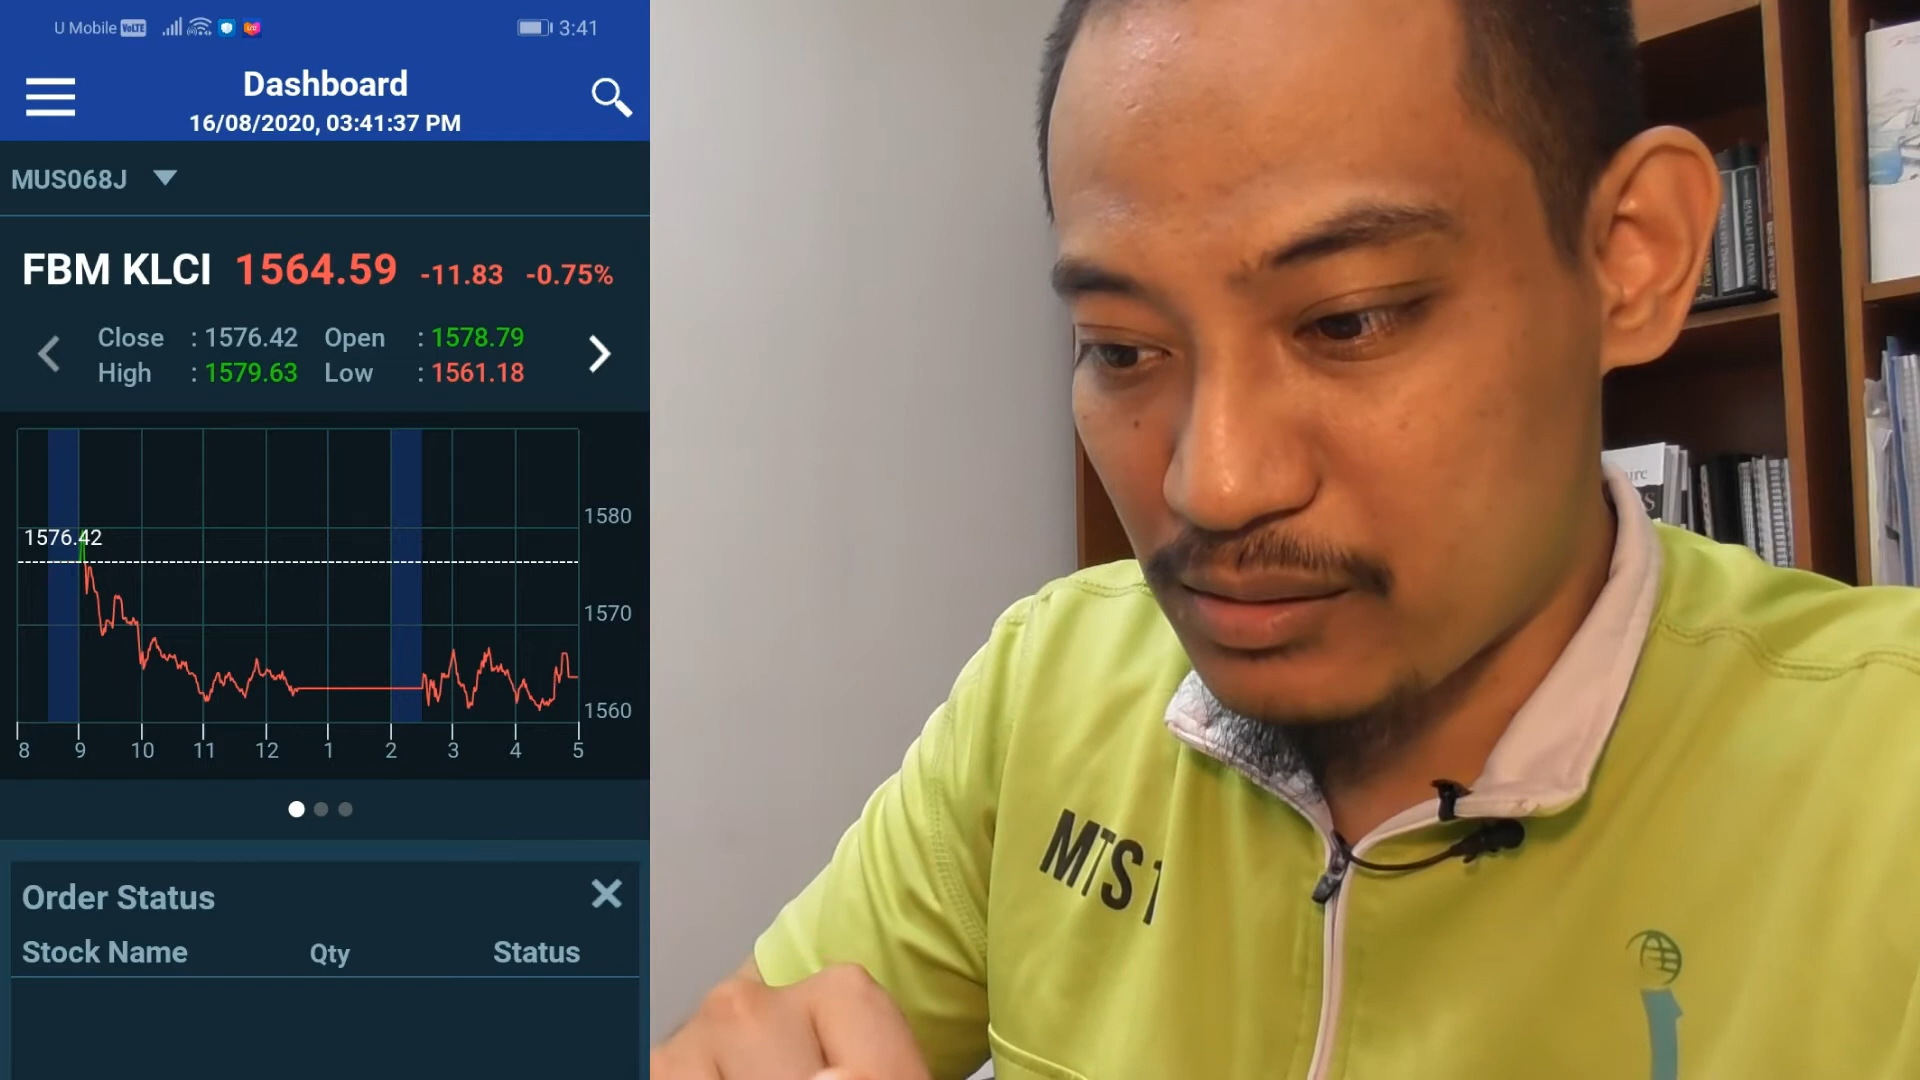 U Mobile VoLTE 3:41
Dashboard
16/08/2020, 03:41:37 PM
MUS068J
FBM KLCI 1564.59 -11.83 -0.75%
Close : 1576.42 Open : 1578.79
High : 1579.63 Low : 1561.18
1576.42
1580
1570
1560
8 9 10 11 12 1 2 3 4 5
Order Status
Stock Name Qty Status
MTS T